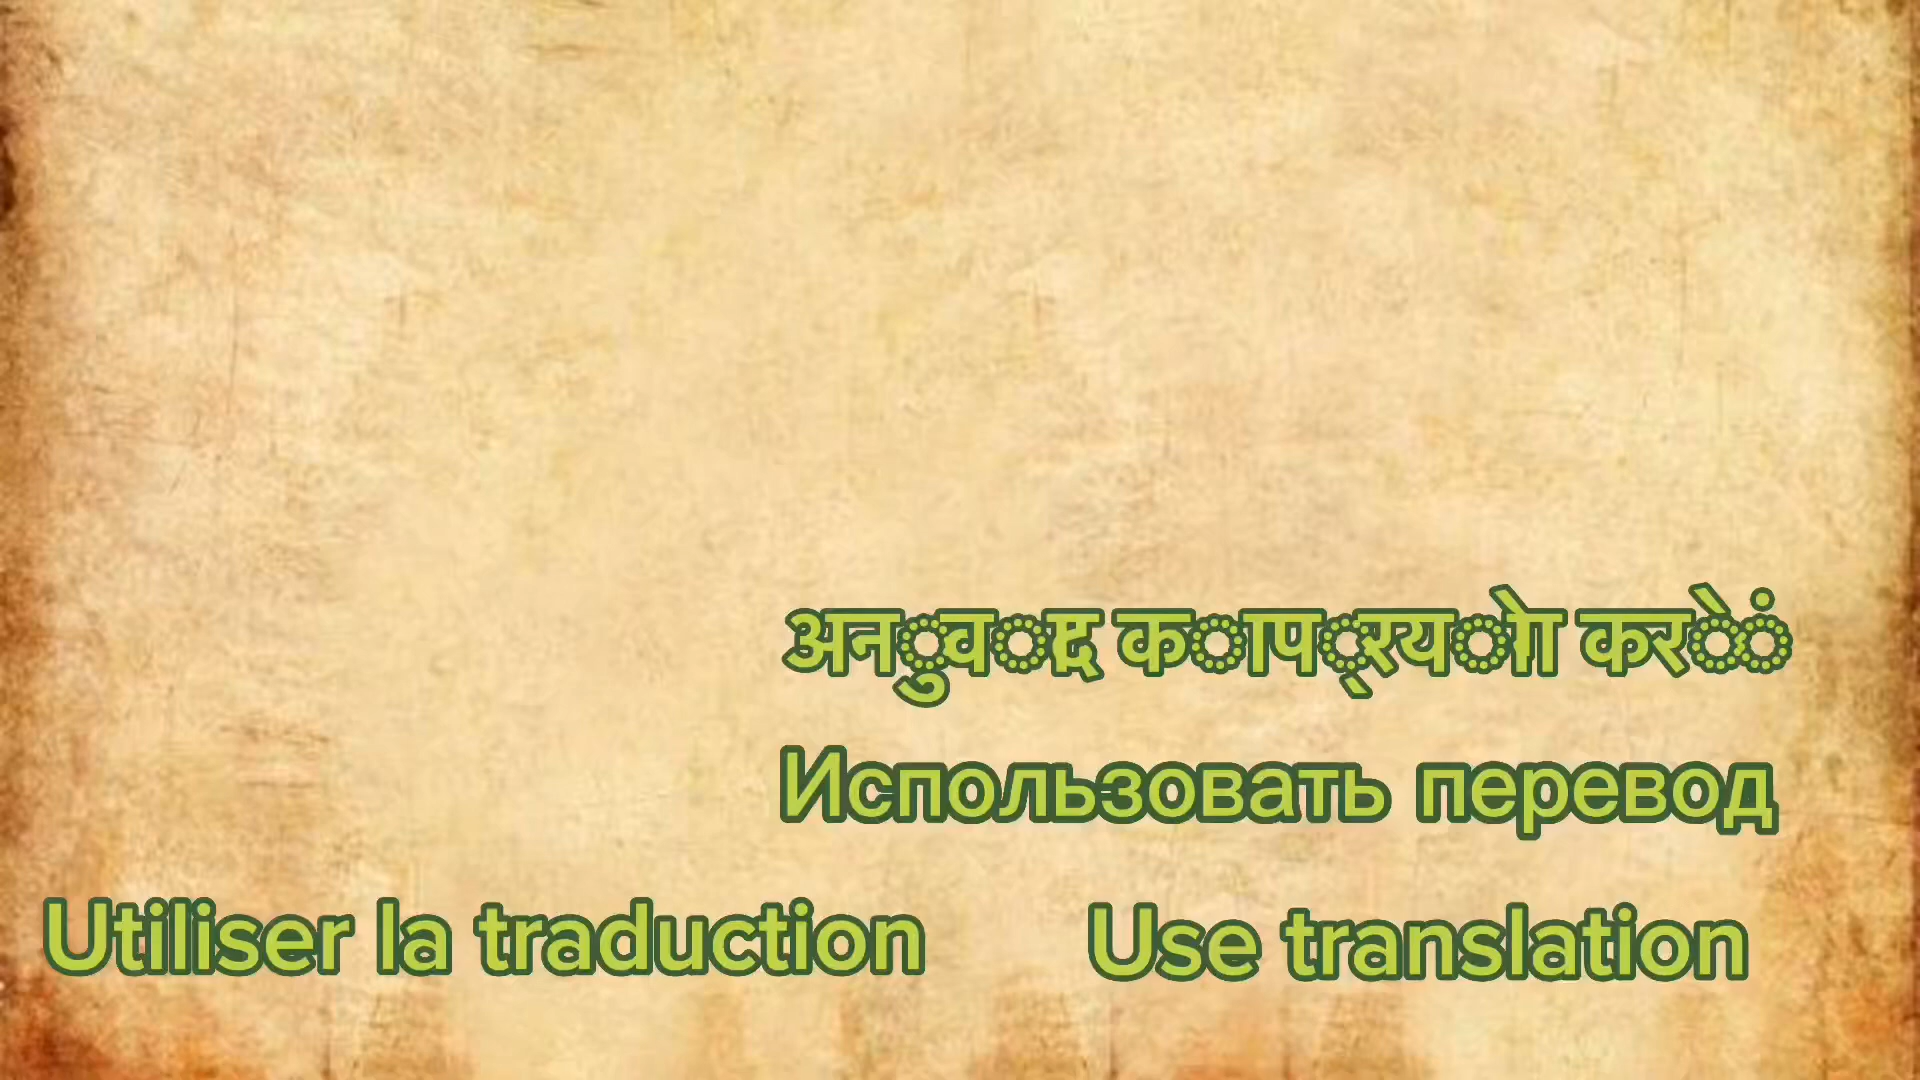 अनुवाद का प्रयोग करें
Использовать перевод
Utiliser la traduction
Use translation